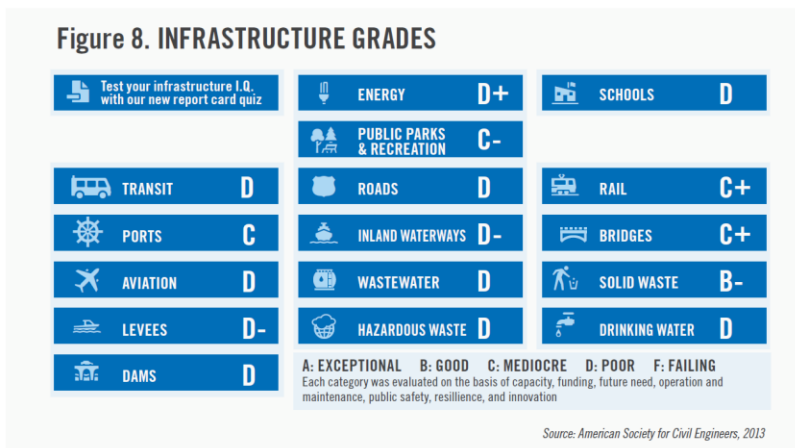 Figure 8. INFRASTRUCTURE GRADES
Test your infrastructure I.Q.
with our new report card quiz
ENERGY D+
SCHOOLS D
PUBLIC PARKS
& RECREATION C-
TRANSIT D
ROADS D
RAIL C+
PORTS C
INLAND WATERWAYS D-
BRIDGES C+
AVIATION D
WASTEWATER D
SOLID WASTE B-
LEVEES D-
HAZARDOUS WASTE D
DRINKING WATER D
DAMS D
A: EXCEPTIONAL B: GOOD C: MEDIOCRE D: POOR F: FAILING
Each category was evaluated on the basis of capacity, funding, future need, operation and
maintenance, public safety, resillience, and innovation
Source: American Society for Civil Engineers, 2013